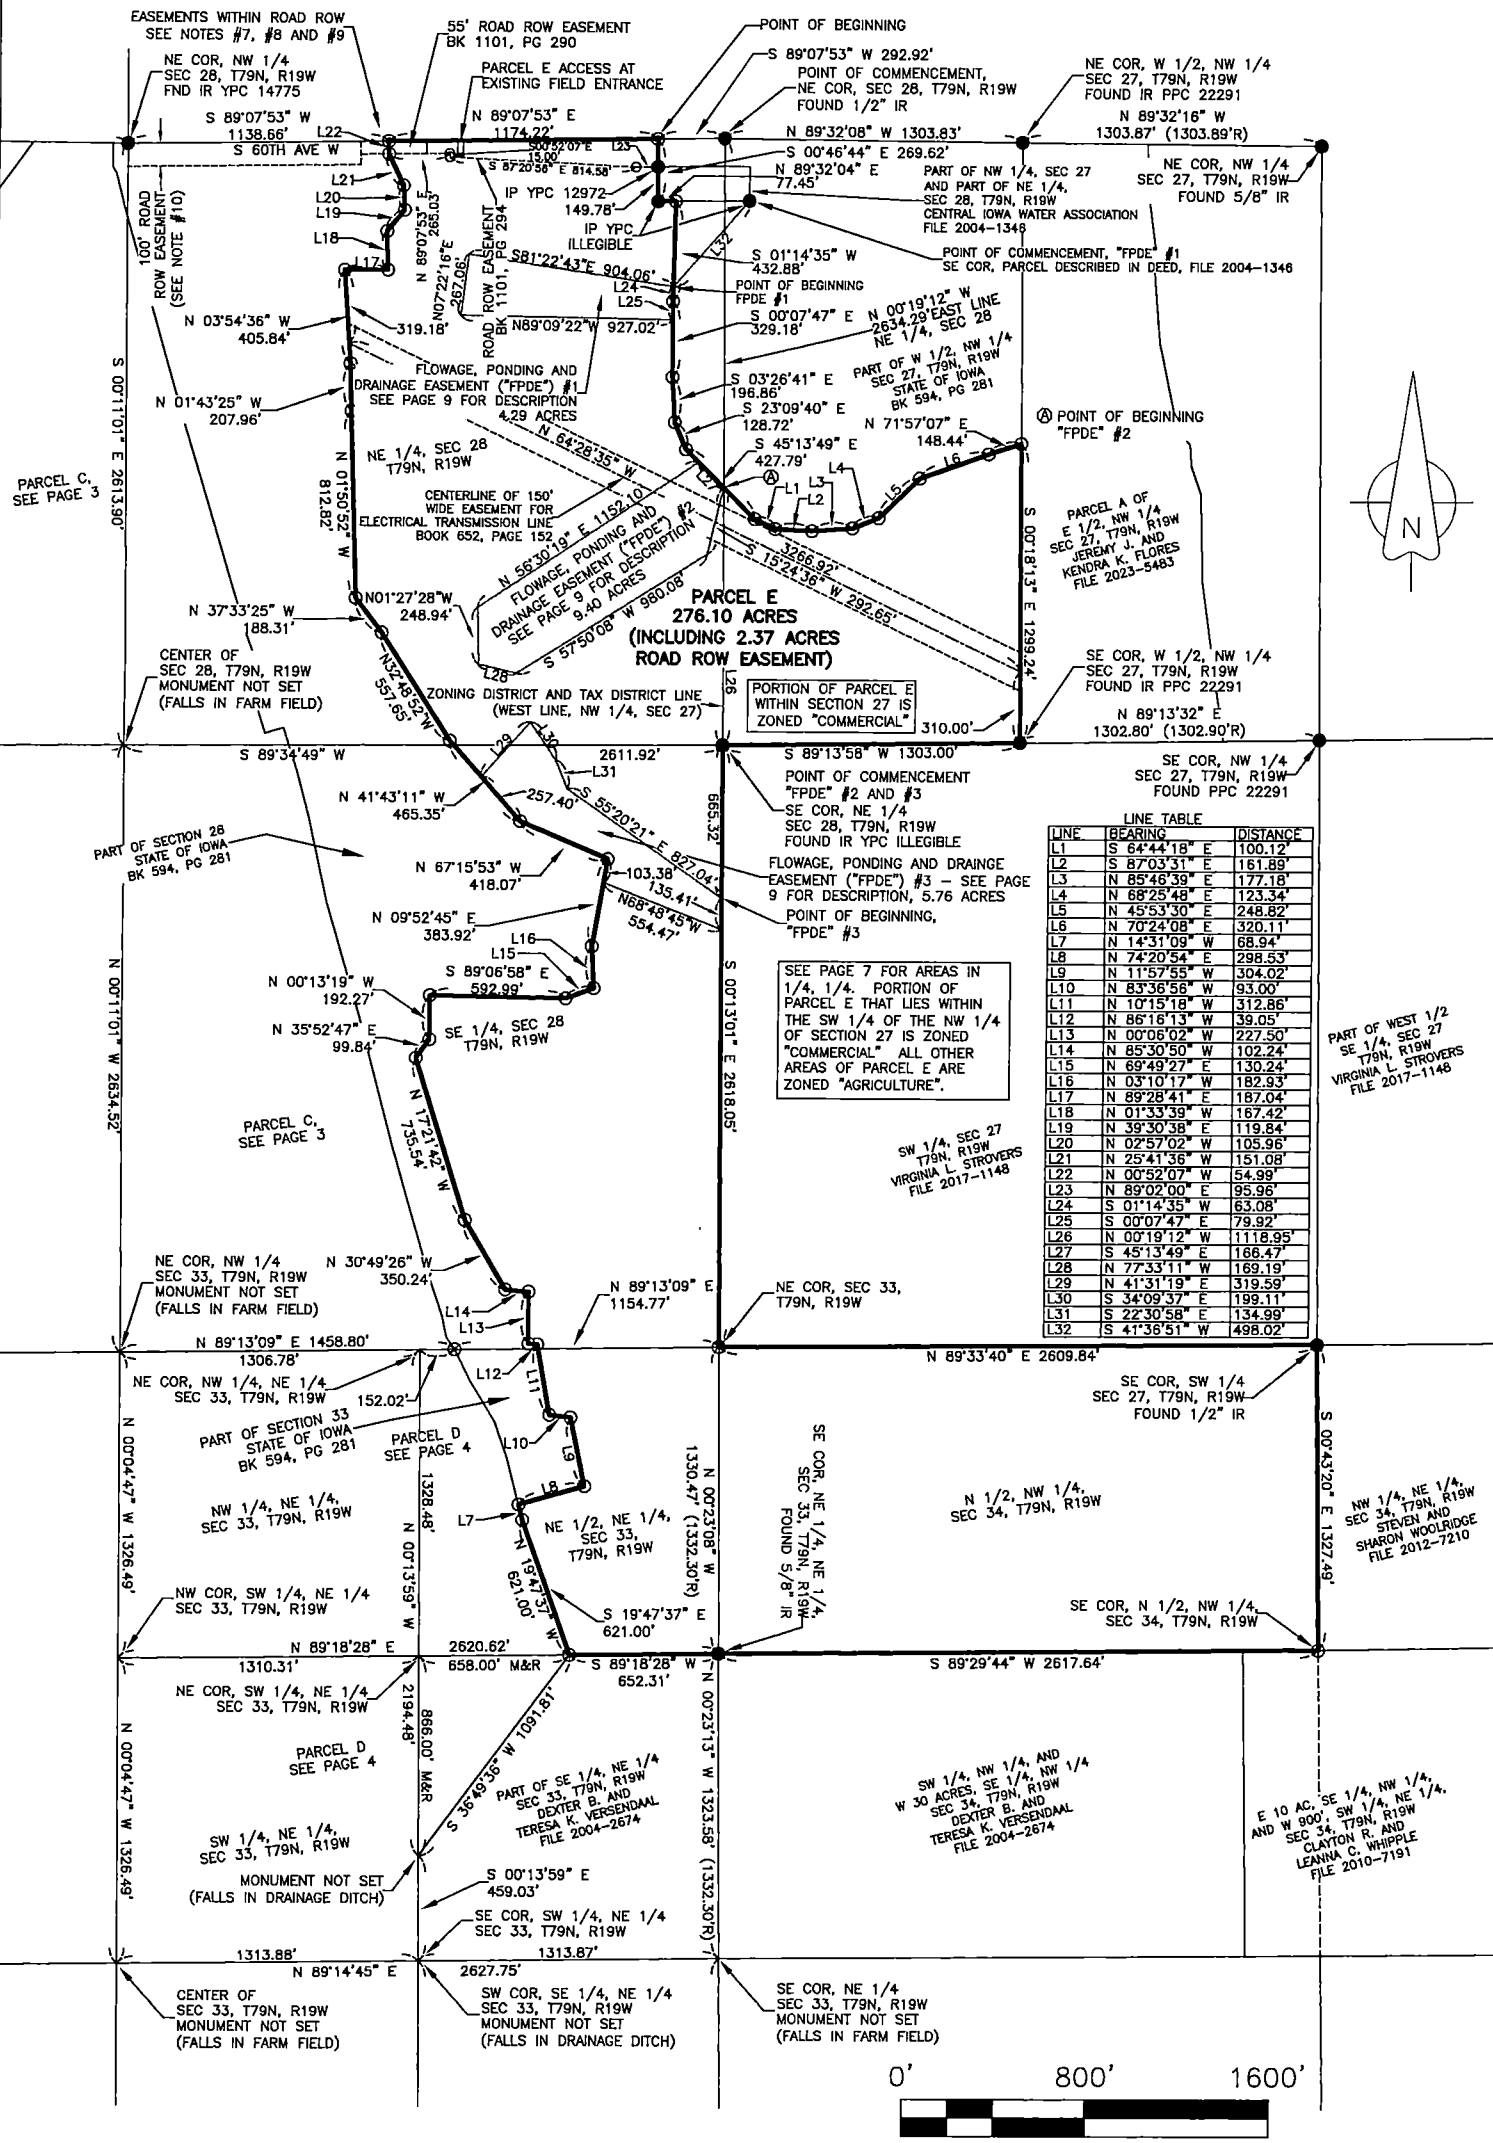 EASEMENTS WITHIN ROAD ROW
SEE NOTES #7, #8 AND #9
55' ROAD ROW EASEMENT
BK 1101, PG 290
POINT OF BEGINNING
NE COR, NW 1/4
SEC 28, T79N, R19W
FND IR YPC 14775
PARCEL E ACCESS AT
EXISTING FIELD ENTRANCE
S 89°07'53" W 292.92'
POINT OF COMMENCEMENT,
NE COR, SEC 28, T79N, R19W
FOUND 1/2" IR
NE COR, W 1/2, NW 1/4
SEC 27, T79N, R19W
FOUND IR PPC 22291
S 89°07'53" W
1138.66'
L22
N 89°07'53" E
1174.22'
N 89°32'08" W 1303.83'
N 89°32'16" W
1303.87' (1303.89'R)
S 60TH AVE W
S00°52'07"E
15.00'
L23
S 87°20'56" E 814.58'
S 00°46'44" E 269.62'
N 89°32'04" E
77.45'
NE COR, NW 1/4
SEC 27, T79N, R19W
FOUND 5/8" IR
100' ROAD
ROW EASEMENT
(SEE NOTE #10)
L21
L20
L19
L18
L17
N 89°07'53" E
265.03'
ROAD ROW EASEMENT
BK 1101, PG 294
IP YPC 12972
149.78'
IP YPC
ILLEGIBLE
L32
PART OF NW 1/4, SEC 27
AND PART OF NE 1/4,
SEC 28, T79N, R19W
CENTRAL IOWA WATER ASSOCIATION
FILE 2004-1346
POINT OF COMMENCEMENT, "FPDE" #1
SE COR, PARCEL DESCRIBED IN DEED, FILE 2004-1346
N07°22'16"E
267.06'
S81°22'43"E 904.06'
L24
L25
S 01°14'35" W
432.88'
POINT OF BEGINNING
FPDE #1
N89°09'22"W 927.02'
S 00°07'47" E
329.18'
N 00°19'12" W
2634.29' EAST LINE
NE 1/4, SEC 28
N 03°54'36" W
405.84'
319.18'
FLOWAGE, PONDING AND
DRAINAGE EASEMENT ("FPDE") #1
SEE PAGE 9 FOR DESCRIPTION
4.29 ACRES
PART OF W 1/2, NW 1/4
SEC 27, T79N, R19W
STATE OF IOWA
BK 594, PG 281
S 03°26'41" E
196.86'
S 23°09'40" E
128.72'
N 71°57'07" E
148.44'
Ⓐ POINT OF BEGINNING
"FPDE" #2
S 00°11'01" E 2613.90'
N 01°43'25" W
207.96'
N 64°28'35" W
S 45°13'49" E
427.79'
Ⓐ
L27
L1
L2
L3
L4
L5
L6
NE 1/4, SEC 28
T79N, R19W
PARCEL C,
SEE PAGE 3
N 01°50'52" W
812.82'
CENTERLINE OF 150'
WIDE EASEMENT FOR
ELECTRICAL TRANSMISSION LINE
BOOK 652, PAGE 152
PARCEL A OF
E 1/2, NW 1/4
SEC 27, T79N, R19W
JEREMY J. AND
KENDRA K. FLORES
FILE 2023-5483
N
N 56°30'19" E 1152.10'
FLOWAGE, PONDING AND
DRAINAGE EASEMENT ("FPDE") #2
SEE PAGE 9 FOR DESCRIPTION
9.40 ACRES
S 57°50'08" W 980.08'
3266.92'
S 15°24'36" W 292.65'
S 00°18'13" E 1299.24'
N 37°33'25" W
188.31'
N01°27'28"W
248.94'
PARCEL E
276.10 ACRES
(INCLUDING 2.37 ACRES
ROAD ROW EASEMENT)
CENTER OF
SEC 28, T79N, R19W
MONUMENT NOT SET
(FALLS IN FARM FIELD)
N32°48'52"W
557.65'
L28
ZONING DISTRICT AND TAX DISTRICT LINE
(WEST LINE, NW 1/4, SEC 27)
L26
PORTION OF PARCEL E
WITHIN SECTION 27 IS
ZONED "COMMERCIAL"
310.00'
SE COR, W 1/2, NW 1/4
SEC 27, T79N, R19W
FOUND IR PPC 22291
N 89°13'32" E
1302.80' (1302.90'R)
S 89°34'49" W
L29
L30
2611.92'
L31
S 89°13'58" W 1303.00'
SE COR, NW 1/4
SEC 27, T79N, R19W
FOUND PPC 22291
N 41°43'11" W
465.35'
257.40'
S 55°20'21" E 827.04'
665.32'
POINT OF COMMENCEMENT
"FPDE" #2 AND #3
SE COR, NE 1/4
SEC 28, T79N, R19W
FOUND IR YPC ILLEGIBLE
PART OF SECTION 28
STATE OF IOWA
BK 594, PG 281
N 67°15'53" W
418.07'
103.38'
135.41'
N68°48'45"W
554.47'
FLOWAGE, PONDING AND DRAINGE
EASEMENT ("FPDE") #3 - SEE PAGE
9 FOR DESCRIPTION, 5.76 ACRES
POINT OF BEGINNING,
"FPDE" #3
N 09°52'45" E
383.92'
L16
L15
S 89°06'58" E
592.99'
N 00°13'19" W
192.27'
N 35°52'47" E
99.84'
SE 1/4, SEC 28
T79N, R19W
SEE PAGE 7 FOR AREAS IN
1/4, 1/4. PORTION OF
PARCEL E THAT LIES WITHIN
THE SW 1/4 OF THE NW 1/4
OF SECTION 27 IS ZONED
"COMMERCIAL" ALL OTHER
AREAS OF PARCEL E ARE
ZONED "AGRICULTURE".
LINE TABLE
LINE BEARING DISTANCE
L1 S 64°44'18" E 100.12'
L2 S 87°03'31" E 161.89'
L3 N 85°46'39" E 177.18'
L4 N 68°25'48" E 123.34'
L5 N 45°53'30" E 248.82'
L6 N 70°24'08" E 320.11'
L7 N 14°31'09" W 68.94'
L8 N 74°20'54" E 298.53'
L9 N 11°57'55" W 304.02'
L10 N 83°36'56" W 93.00'
L11 N 10°15'18" W 312.86'
L12 N 86°16'13" W 39.05'
L13 N 00°06'02" W 227.50'
L14 N 85°30'50" W 102.24'
L15 N 69°49'27" E 130.24'
L16 N 03°10'17" W 182.93'
L17 N 89°28'41" E 187.04'
L18 N 01°33'39" W 167.42'
L19 N 39°30'38" E 119.84'
L20 N 02°57'02" W 105.96'
L21 N 25°41'36" W 151.08'
L22 N 00°52'07" W 54.99'
L23 N 89°02'00" E 95.96'
L24 S 01°14'35" W 63.08'
L25 S 00°07'47" E 79.92'
L26 N 00°19'12" W 1118.95'
L27 S 45°13'49" E 166.47'
L28 N 77°33'11" W 169.19'
L29 N 41°31'19" E 319.59'
L30 S 34°09'37" E 199.11'
L31 S 22°30'58" E 134.99'
L32 S 41°36'51" W 498.02'
N 00°11'01" W 2634.52'
PARCEL C,
SEE PAGE 3
N 17°21'42" W
735.54'
S 00°13'01" E 2618.05'
SW 1/4, SEC 27
T79N, R19W
VIRGINIA L. STROVERS
FILE 2017-1148
PART OF WEST 1/2
SE 1/4, SEC 27
T79N, R19W
VIRGINIA L. STROVERS
FILE 2017-1148
NE COR, NW 1/4
SEC 33, T79N, R19W
MONUMENT NOT SET
(FALLS IN FARM FIELD)
N 30°49'26" W
350.24'
L14
L13
N 89°13'09" E
1154.77'
NE COR, SEC 33,
T79N, R19W
N 89°13'09" E 1458.80'
1306.78'
L12
N 89°33'40" E 2609.84'
NE COR, NW 1/4, NE 1/4
SEC 33, T79N, R19W
152.02'
L11
SE COR, SW 1/4
SEC 27, T79N, R19W
FOUND 1/2" IR
PART OF SECTION 33
STATE OF IOWA
BK 594, PG 281
PARCEL D
SEE PAGE 4
L10
L9
N 00°04'47" W 1326.49'
NW 1/4, NE 1/4,
SEC 33, T79N, R19W
1328.48'
N 00°13'59" W
L8
L7
NE 1/2, NE 1/4,
SEC 33,
T79N, R19W
N 00°23'08" W
1330.47' (1332.30'R)
SE COR, NE 1/4, NE 1/4,
SEC 33, T79N, R19W
FOUND 5/8" IR
N 1/2, NW 1/4,
SEC 34, T79N, R19W
S 00°43'20" E 1327.49'
NW 1/4, NE 1/4,
SEC 34, T79N, R19W
STEVEN AND
SHARON WOOLRIDGE
FILE 2012-7210
NW COR, SW 1/4, NE 1/4
SEC 33, T79N, R19W
N 19°47'37" W
621.00'
S 19°47'37" E
621.00'
SE COR, N 1/2, NW 1/4,
SEC 34, T79N, R19W
N 89°18'28" E
1310.31'
2620.62'
658.00' M&R
S 89°18'28" W
652.31'
S 89°29'44" W 2617.64'
NE COR, SW 1/4, NE 1/4
SEC 33, T79N, R19W
2194.48'
866.00' M&R
S 36°49'36" W 1091.81'
N 00°04'47" W 1326.49'
PARCEL D
SEE PAGE 4
PART OF SE 1/4, NE 1/4
SEC 33, T79N, R19W
DEXTER B. AND
TERESA K. VERSENDAAL
FILE 2004-2674
N 00°23'13" W 1323.58' (1332.30'R)
SW 1/4, NW 1/4, AND
W 30 ACRES, SE 1/4, NW 1/4
SEC 34, T79N, R19W
DEXTER B. AND
TERESA K. VERSENDAAL
FILE 2004-2674
E 10 AC, SE 1/4, NW 1/4,
AND W 900', SW 1/4, NE 1/4,
SEC 34, T79N, R19W
CLAYTON R. AND
LEANNA C. WHIPPLE
FILE 2010-7191
SW 1/4, NE 1/4,
SEC 33, T79N, R19W
MONUMENT NOT SET
(FALLS IN DRAINAGE DITCH)
S 00°13'59" E
459.03'
SE COR, SW 1/4, NE 1/4
SEC 33, T79N, R19W
1313.88'
1313.87'
N 89°14'45" E
2627.75'
CENTER OF
SEC 33, T79N, R19W
MONUMENT NOT SET
(FALLS IN FARM FIELD)
SW COR, SE 1/4, NE 1/4
SEC 33, T79N, R19W
MONUMENT NOT SET
(FALLS IN DRAINAGE DITCH)
SE COR, NE 1/4
SEC 33, T79N, R19W
MONUMENT NOT SET
(FALLS IN FARM FIELD)
0' 800' 1600'